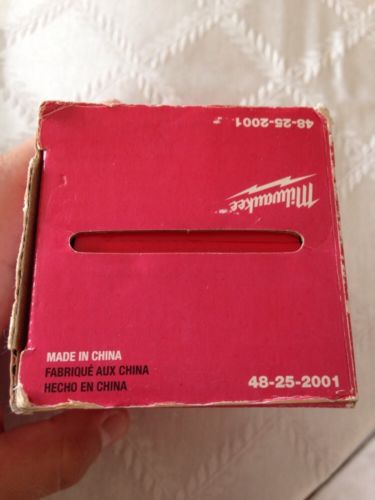 48-25-2001
Milwaukee
MADE IN CHINA
FABRIQUÉ AUX CHINA
HECHO EN CHINA
48-25-2001